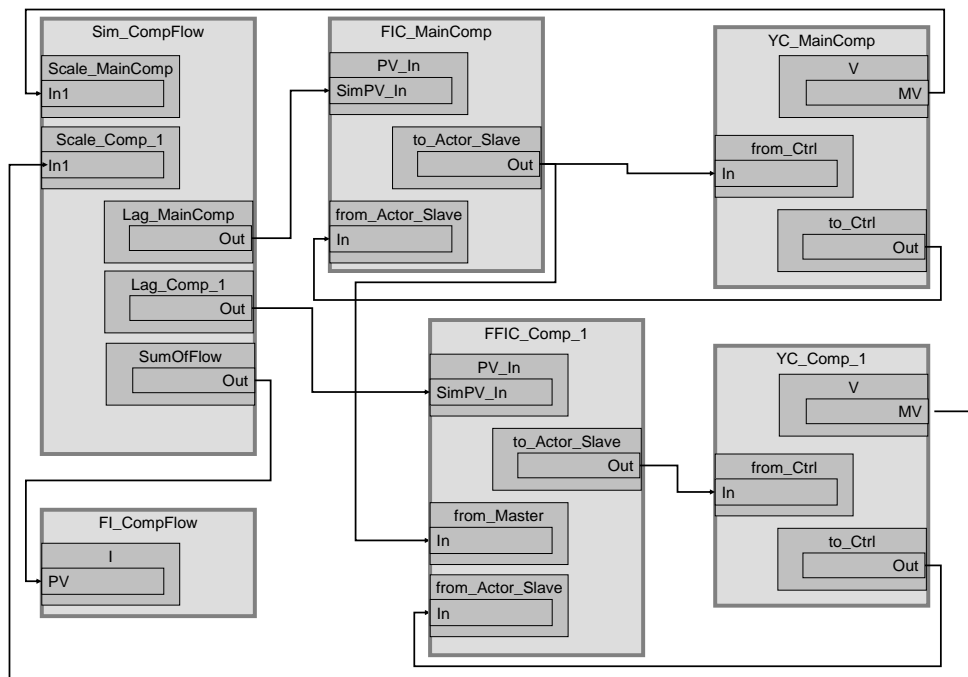 Sim_CompFlow
Scale_MainComp
In1
Scale_Comp_1
In1
Lag_MainComp
Out
Lag_Comp_1
Out
SumOfFlow
Out
FI_CompFlow
I
PV
FIC_MainComp
PV_In
SimPV_In
to_Actor_Slave
Out
from_Actor_Slave
In
FFIC_Comp_1
PV_In
SimPV_In
to_Actor_Slave
Out
from_Master
In
from_Actor_Slave
In
YC_MainComp
V
MV
from_Ctrl
In
to_Ctrl
Out
YC_Comp_1
V
MV
from_Ctrl
In
to_Ctrl
Out